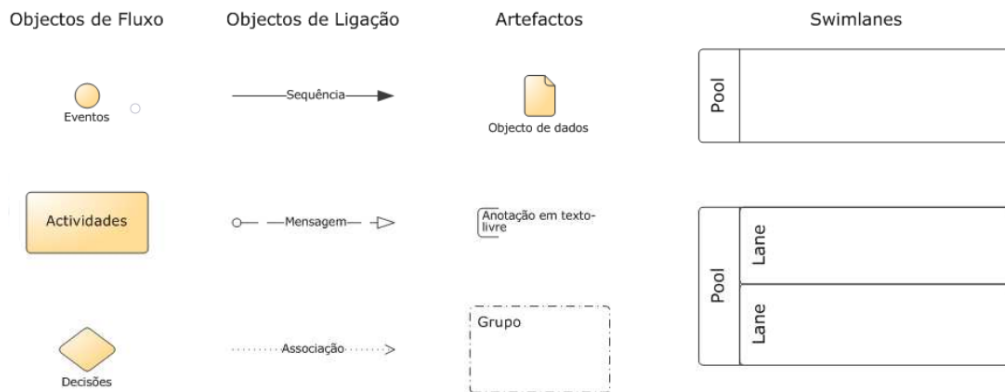 Objectos de Fluxo
Objectos de Ligação
Artefactos
Swimlanes
Eventos
Sequência
Objecto de dados
Pool
Actividades
Mensagem
Anotação em texto-
livre
Pool
Lane
Lane
Decisões
Associação
Grupo